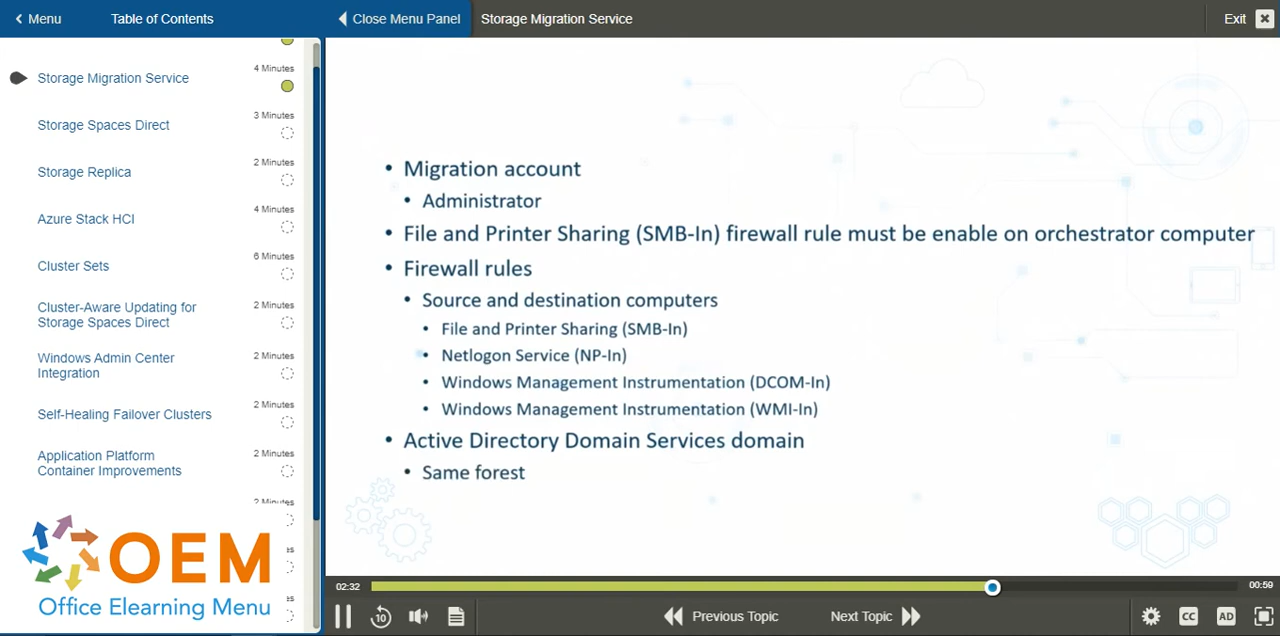 Menu
Table of Contents
Close Menu Panel
Storage Migration Service
Exit
Storage Migration Service
4 Minutes
Storage Spaces Direct
3 Minutes
Storage Replica
2 Minutes
Azure Stack HCI
4 Minutes
Cluster Sets
6 Minutes
Cluster-Aware Updating for
Storage Spaces Direct
2 Minutes
Windows Admin Center
Integration
2 Minutes
Self-Healing Failover Clusters
2 Minutes
Application Platform
Container Improvements
2 Minutes
2 Minutes
OEM
Office Elearning Menu
• Migration account
• Administrator
• File and Printer Sharing (SMB-In) firewall rule must be enable on orchestrator computer
• Firewall rules
• Source and destination computers
• File and Printer Sharing (SMB-In)
• Netlogon Service (NP-In)
• Windows Management Instrumentation (DCOM-In)
• Windows Management Instrumentation (WMI-In)
• Active Directory Domain Services domain
• Same forest
02:32
00:59
10
Previous Topic
Next Topic
CC
AD